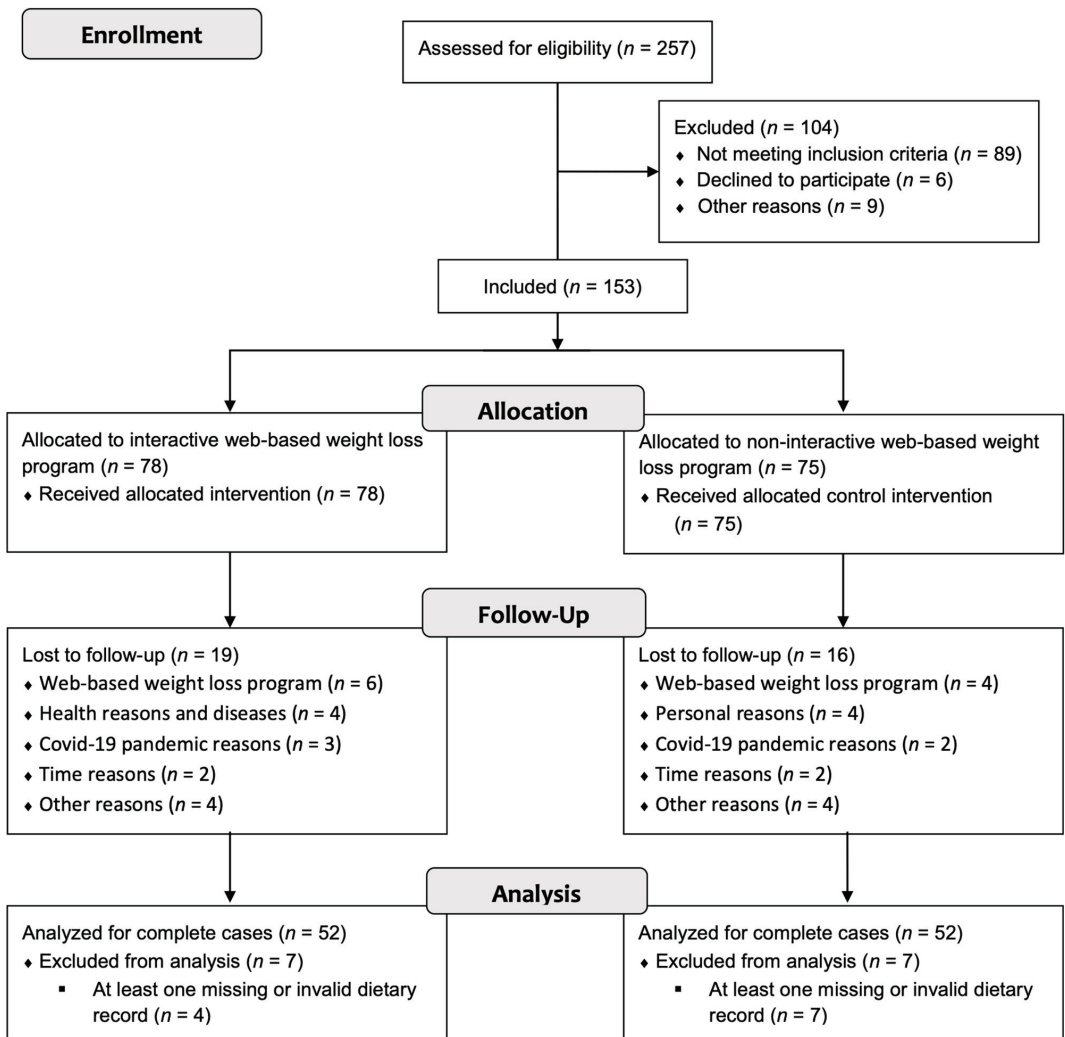 Enrollment
Assessed for eligibility (n = 257)
Excluded (n = 104)
♦ Not meeting inclusion criteria (n = 89)
♦ Declined to participate (n = 6)
♦ Other reasons (n = 9)
Included (n = 153)
Allocation
Allocated to interactive web-based weight loss
program (n = 78)
♦ Received allocated intervention (n = 78)
Allocated to non-interactive web-based weight
loss program (n = 75)
♦ Received allocated control intervention
(n = 75)
Follow-Up
Lost to follow-up (n = 19)
♦ Web-based weight loss program (n = 6)
♦ Health reasons and diseases (n = 4)
♦ Covid-19 pandemic reasons (n = 3)
♦ Time reasons (n = 2)
♦ Other reasons (n = 4)
Lost to follow-up (n = 16)
♦ Web-based weight loss program (n = 4)
♦ Personal reasons (n = 4)
♦ Covid-19 pandemic reasons (n = 2)
♦ Time reasons (n = 2)
♦ Other reasons (n = 4)
Analysis
Analyzed for complete cases (n = 52)
♦ Excluded from analysis (n = 7)
▪ At least one missing or invalid dietary
record (n = 4)
Analyzed for complete cases (n = 52)
♦ Excluded from analysis (n = 7)
▪ At least one missing or invalid dietary
record (n = 7)